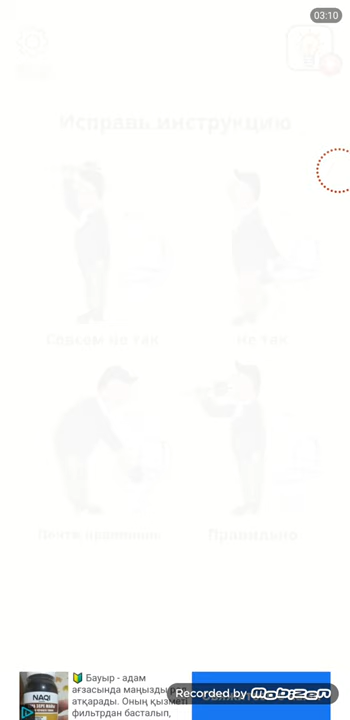 03:10
Исправь инструкцию
Совсем не так
Не так
Почти правильно
Правильно
NAQI
🔰 Бауыр - адам
ағзасында маңызды
атқарады. Оның қызметі
фильтрдан басталып,
Recorded by Mobizen